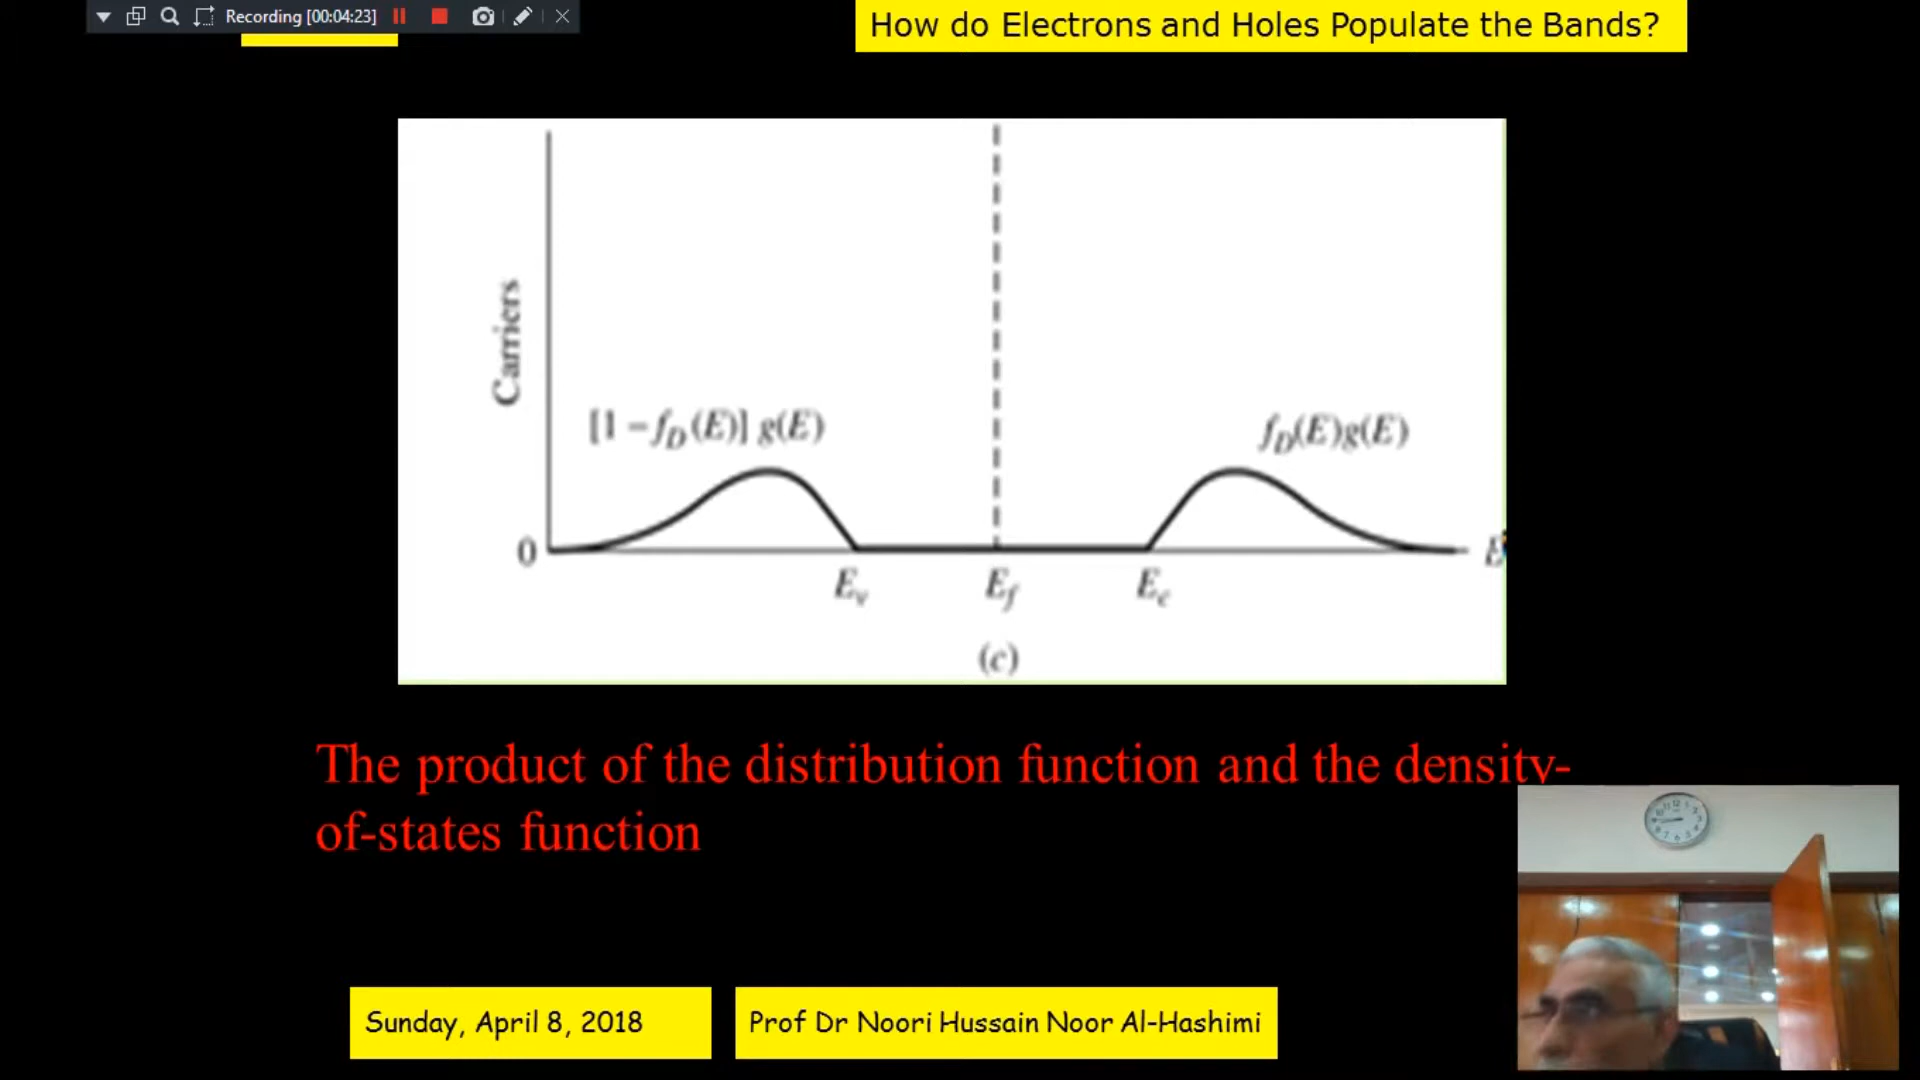 Recording [00:04:23]
How do Electrons and Holes Populate the Bands?
Carriers
[1 – f_D (E)] g(E)
f_D(E)g(E)
0
E
E_v
E_f
E_c
(c)
The product of the distribution function and the density-
of-states function
Sunday, April 8, 2018
Prof Dr Noori Hussain Noor Al-Hashimi